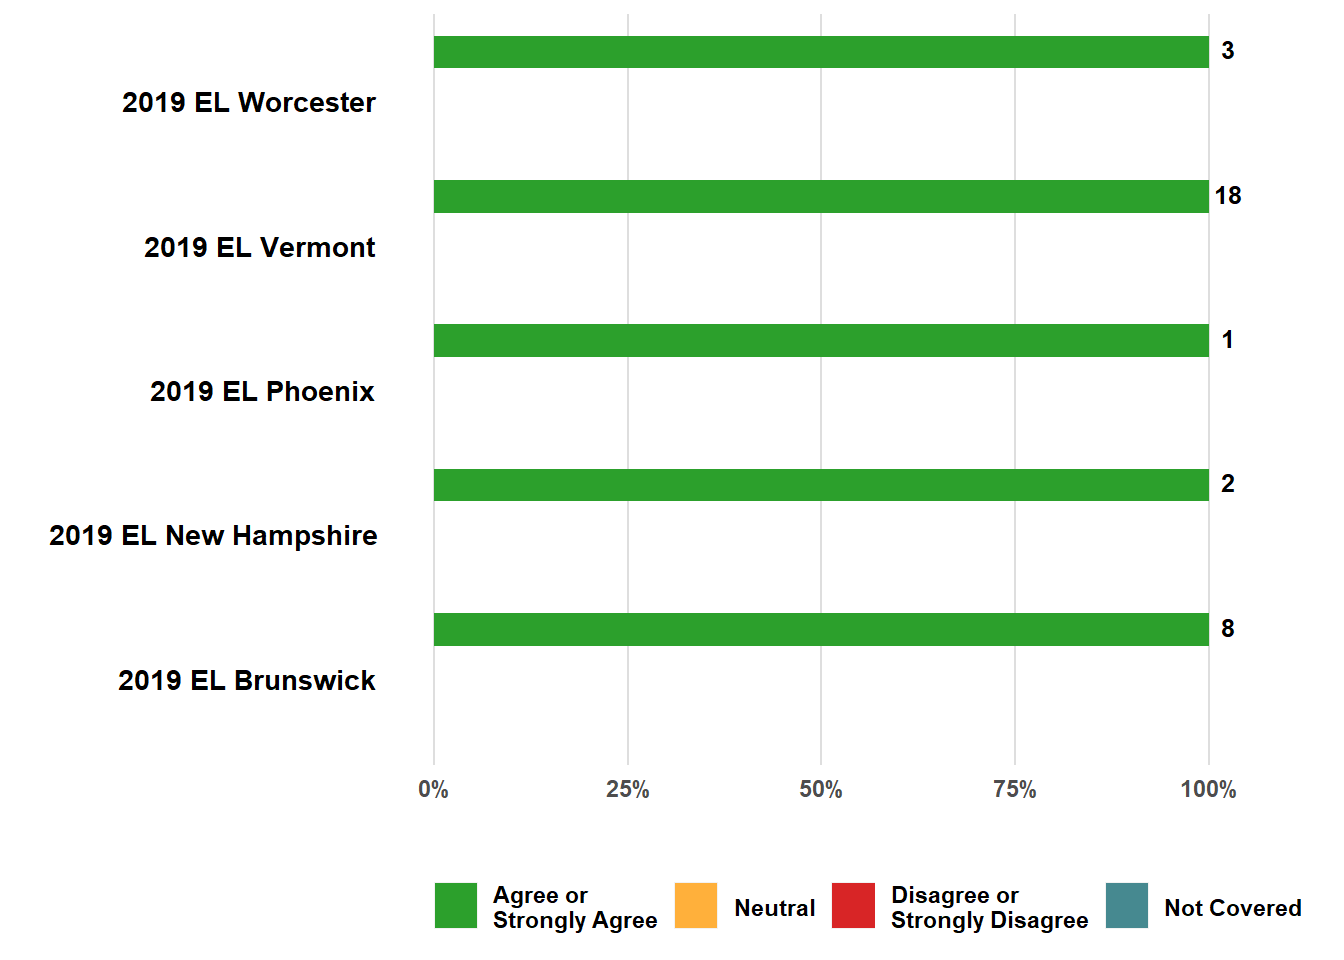 3
2019 EL Worcester
18
2019 EL Vermont
1
2019 EL Phoenix
2
2019 EL New Hampshire
8
2019 EL Brunswick
0% 25% 50% 75% 100%
Agree or
Strongly Agree
Neutral
Disagree or
Strongly Disagree
Not Covered